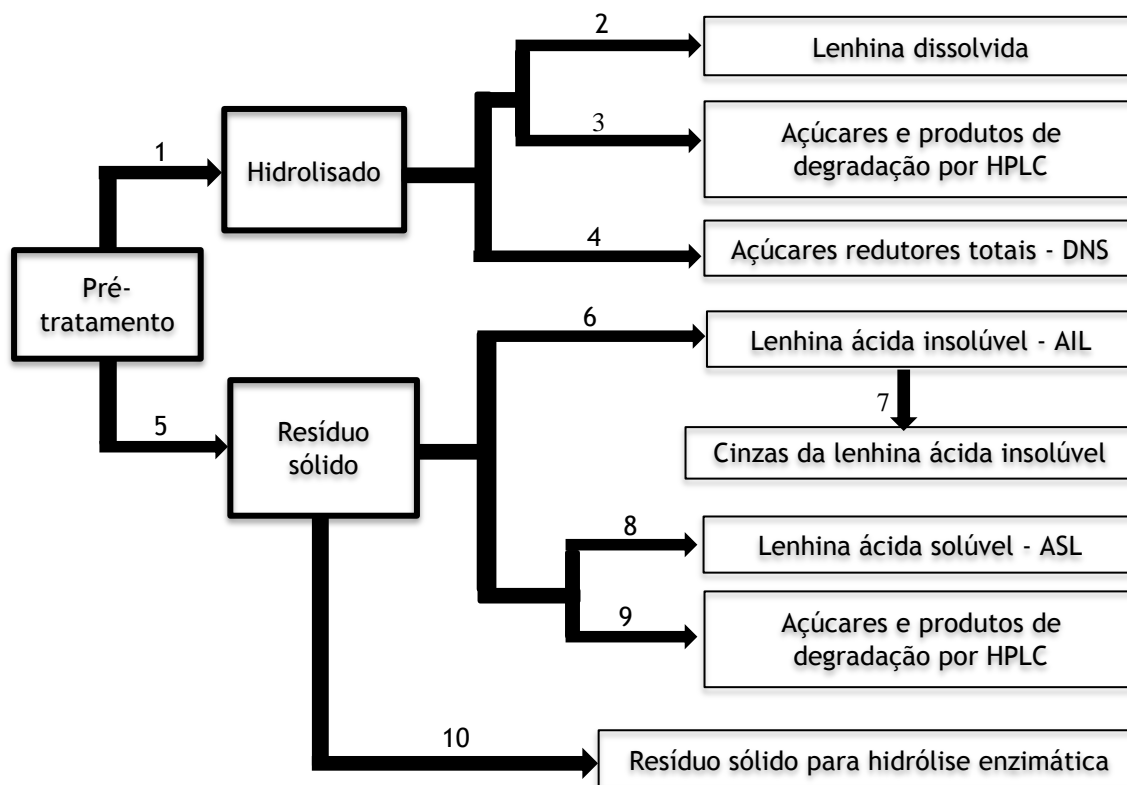 2
Lenhina dissolvida
1
Hidrolisado
3
Açúcares e produtos de
degradação por HPLC
4
Açúcares redutores totais - DNS
Pré-
tratamento
5
Resíduo
sólido
6
Lenhina ácida insolúvel - AIL
7
Cinzas da lenhina ácida insolúvel
8
Lenhina ácida solúvel - ASL
9
Açúcares e produtos de
degradação por HPLC
10
Resíduo sólido para hidrólise enzimática